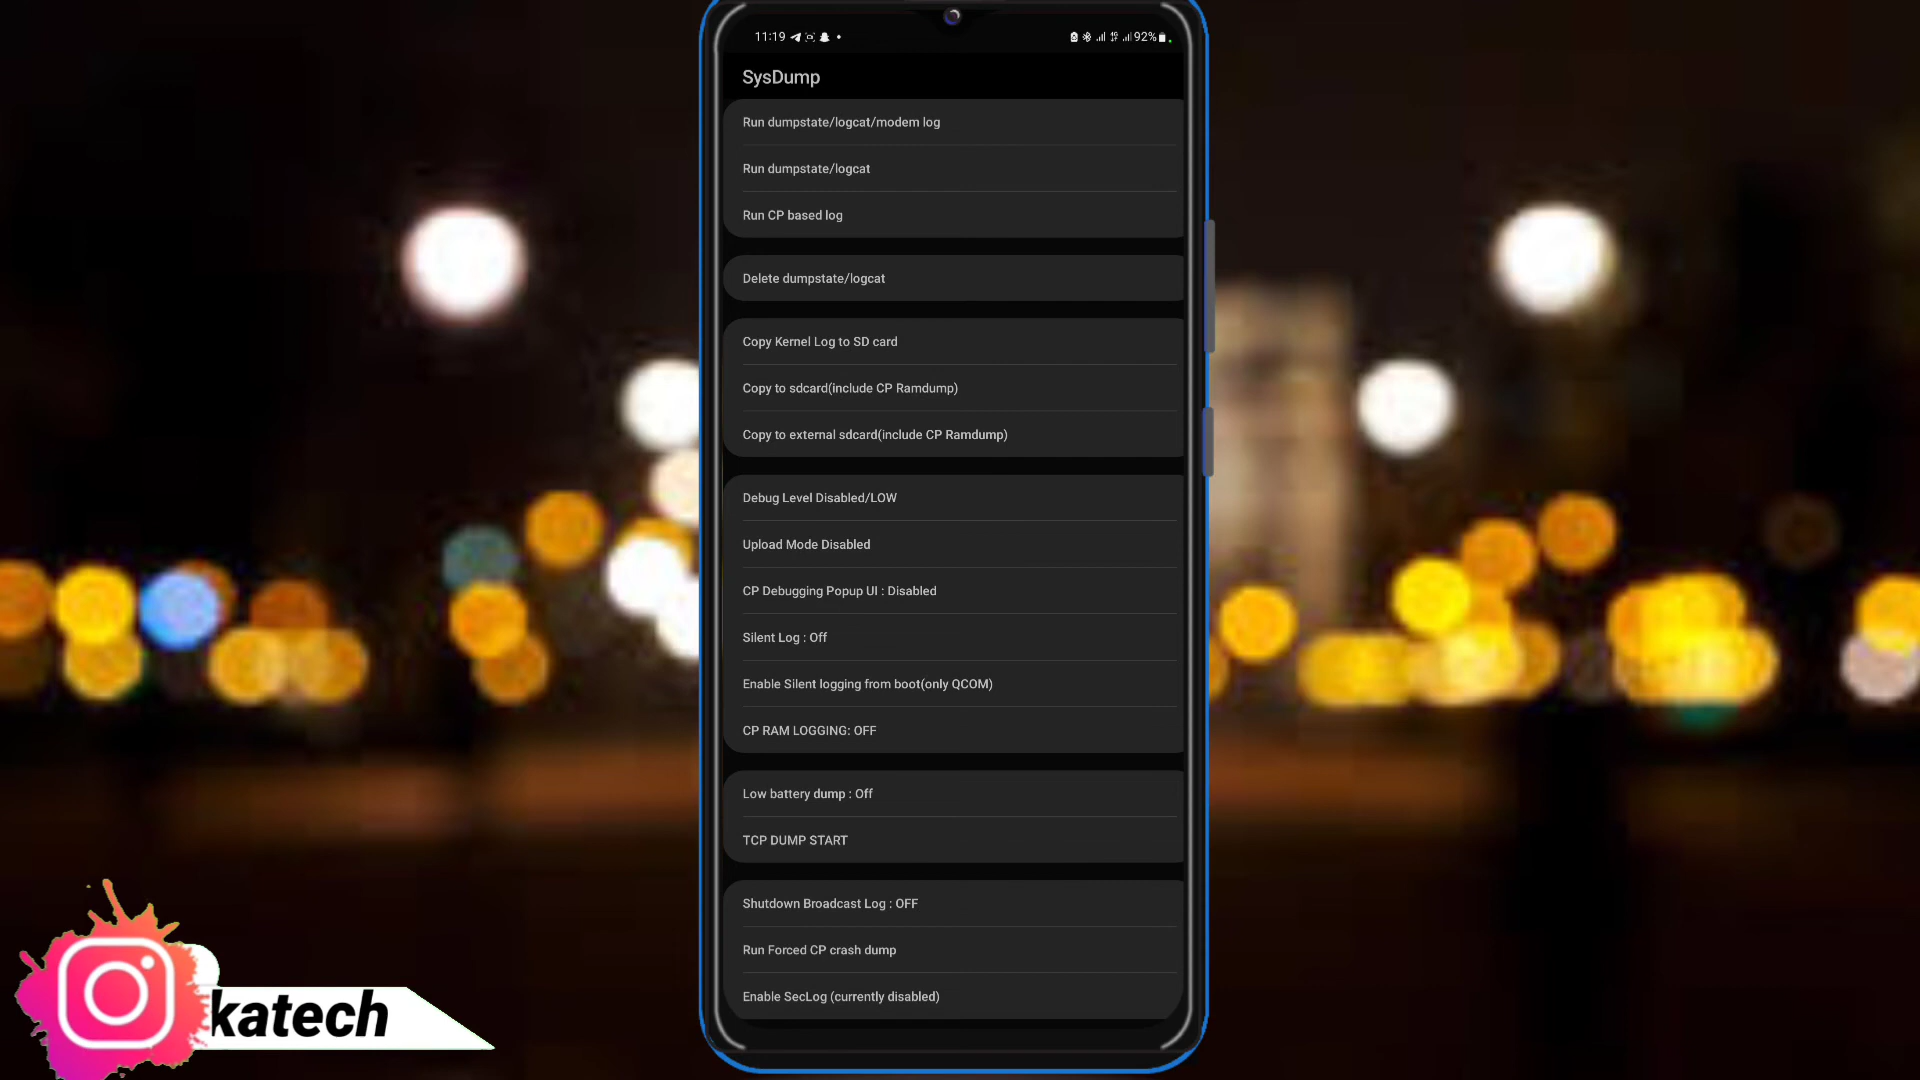 11:19
92%
SysDump
Run dumpstate/logcat/modem log
Run dumpstate/logcat
Run CP based log
Delete dumpstate/logcat
Copy Kernel Log to SD card
Copy to sdcard(include CP Ramdump)
Copy to external sdcard(include CP Ramdump)
Debug Level Disabled/LOW
Upload Mode Disabled
CP Debugging Popup UI : Disabled
Silent Log : Off
Enable Silent logging from boot(only QCOM)
CP RAM LOGGING: OFF
Low battery dump : Off
TCP DUMP START
Shutdown Broadcast Log : OFF
Run Forced CP crash dump
Enable SecLog (currently disabled)
katech